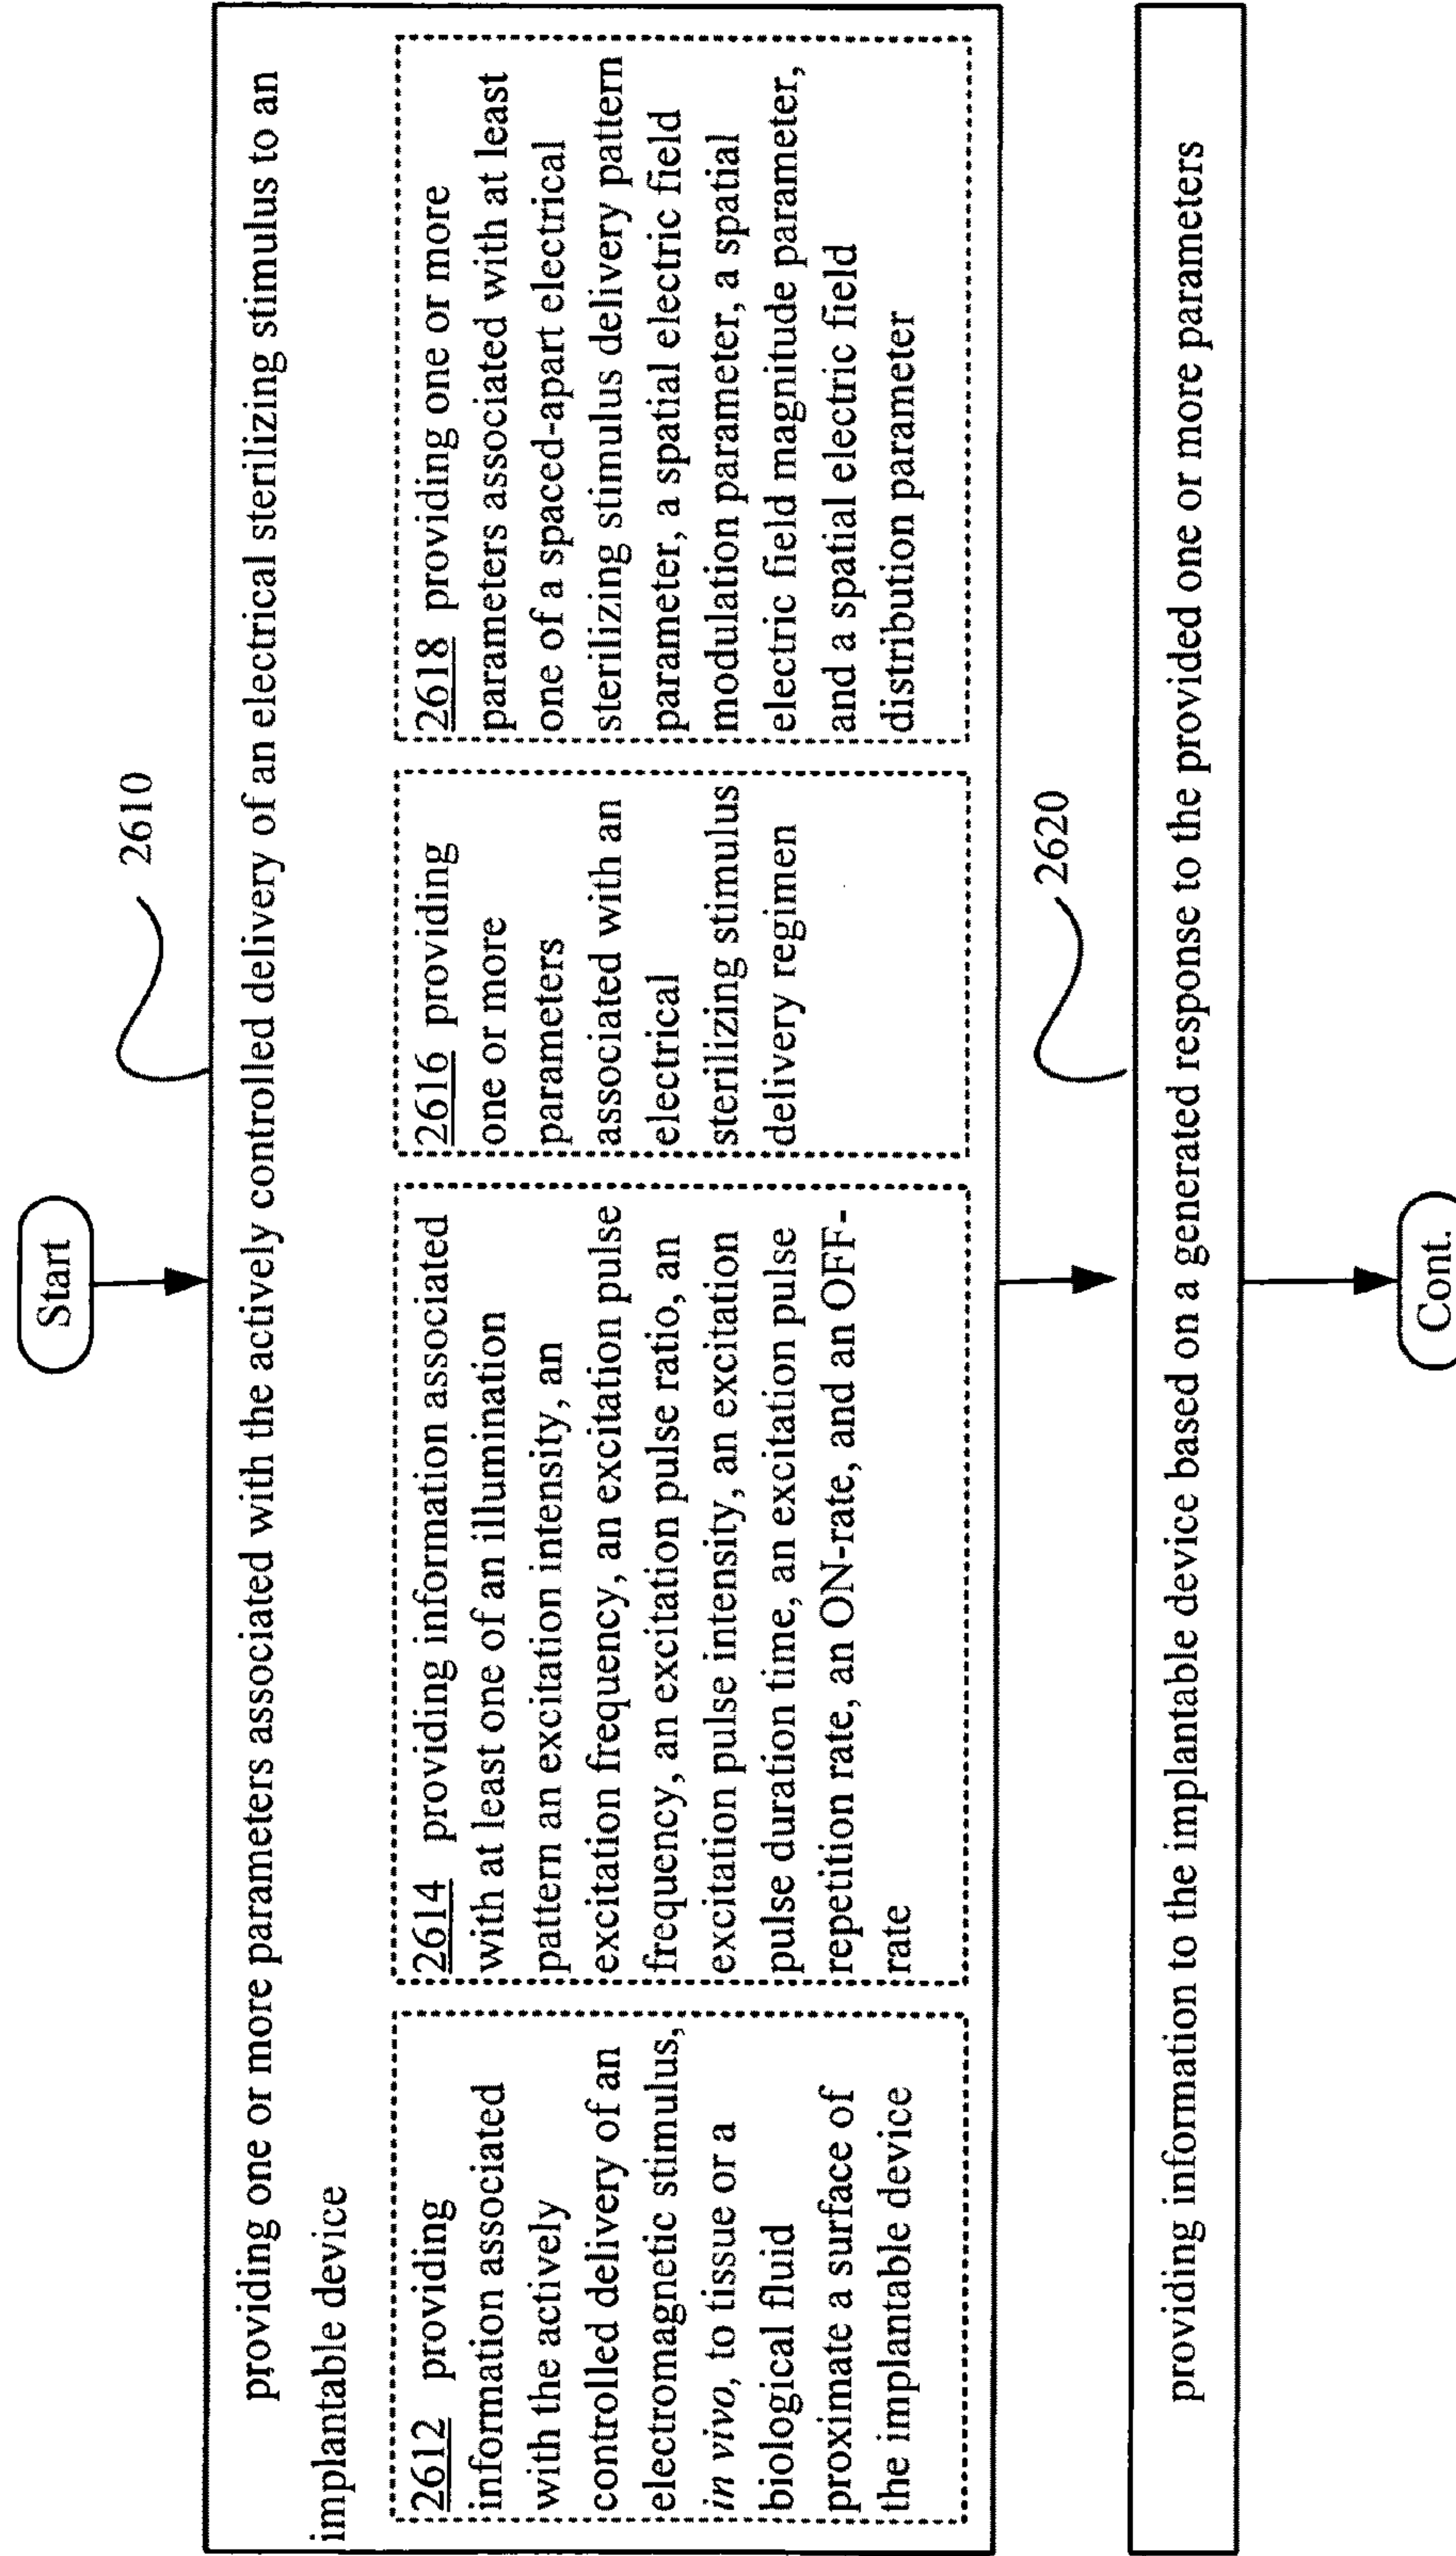 Start
2610
providing one or more parameters associated with the actively controlled delivery of an electrical sterilizing stimulus to an
implantable device
2612 providing
information associated
with the actively
controlled delivery of an
electromagnetic stimulus,
in vivo, to tissue or a
biological fluid
proximate a surface of
the implantable device
2614 providing information associated
with at least one of an illumination
pattern an excitation intensity, an
excitation frequency, an excitation pulse
frequency, an excitation pulse ratio, an
excitation pulse intensity, an excitation
pulse duration time, an excitation pulse
repetition rate, an ON-rate, and an OFF-
rate
2616 providing
one or more
parameters
associated with an
electrical
sterilizing stimulus
delivery regimen
2618 providing one or more
parameters associated with at least
one of a spaced-apart electrical
sterilizing stimulus delivery pattern
parameter, a spatial electric field
modulation parameter, a spatial
electric field magnitude parameter,
and a spatial electric field
distribution parameter
2620
providing information to the implantable device based on a generated response to the provided one or more parameters
Cont.